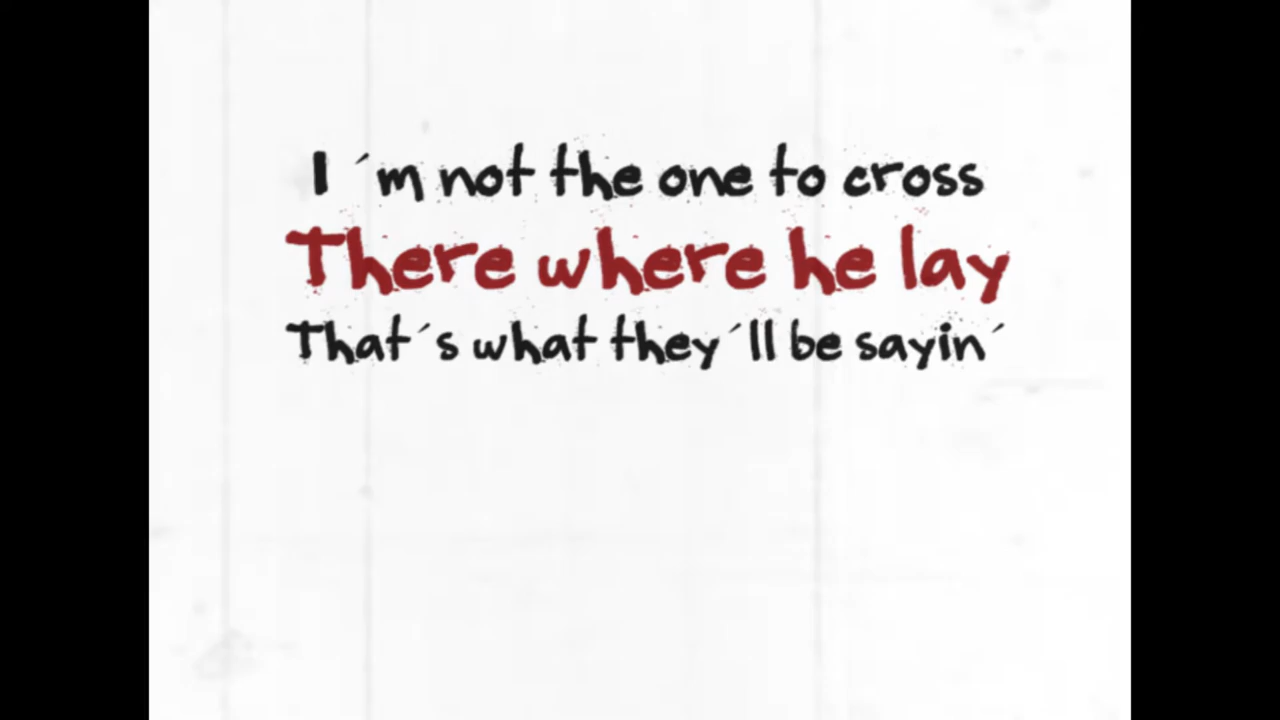 I ´m not the one to cross
There where he lay
That´s what they´ll be sayin´